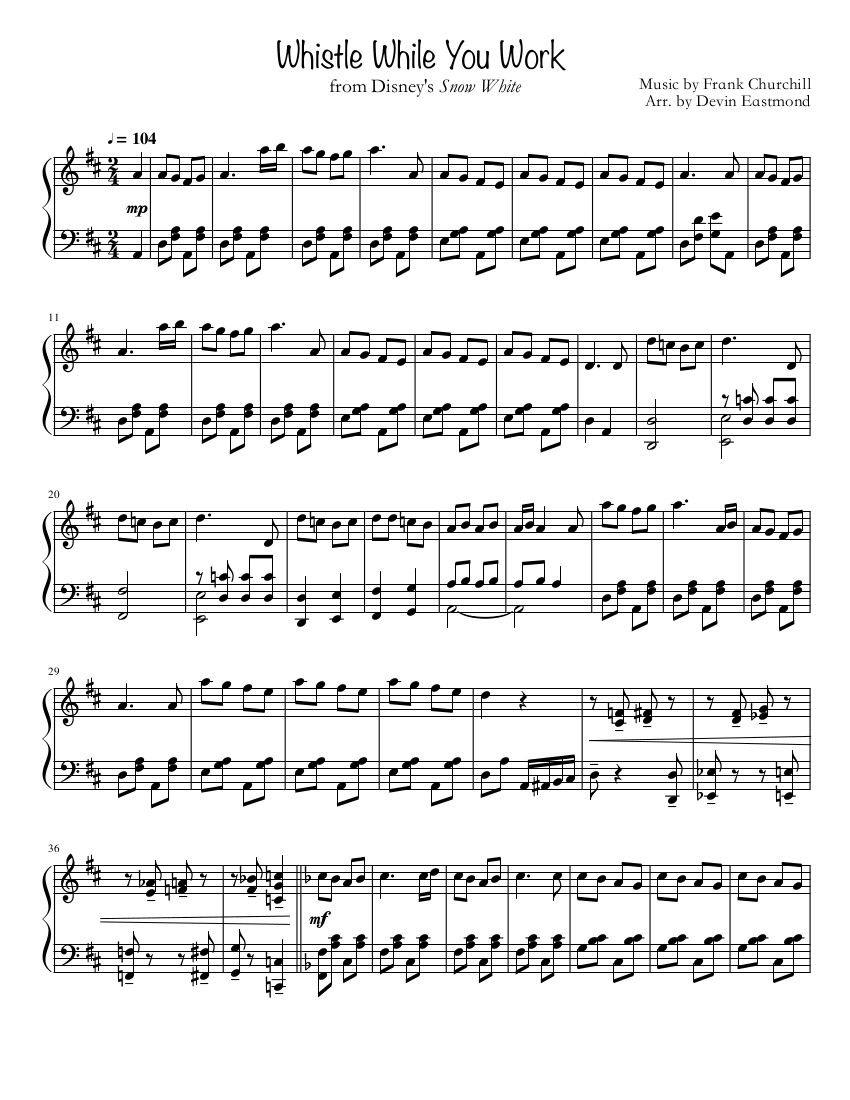 Whistle While You Work
from Disney's Snow White
Music by Frank Churchill
Arr. by Devin Eastmond
♩ = 104
mp
11
20
29
36
mf